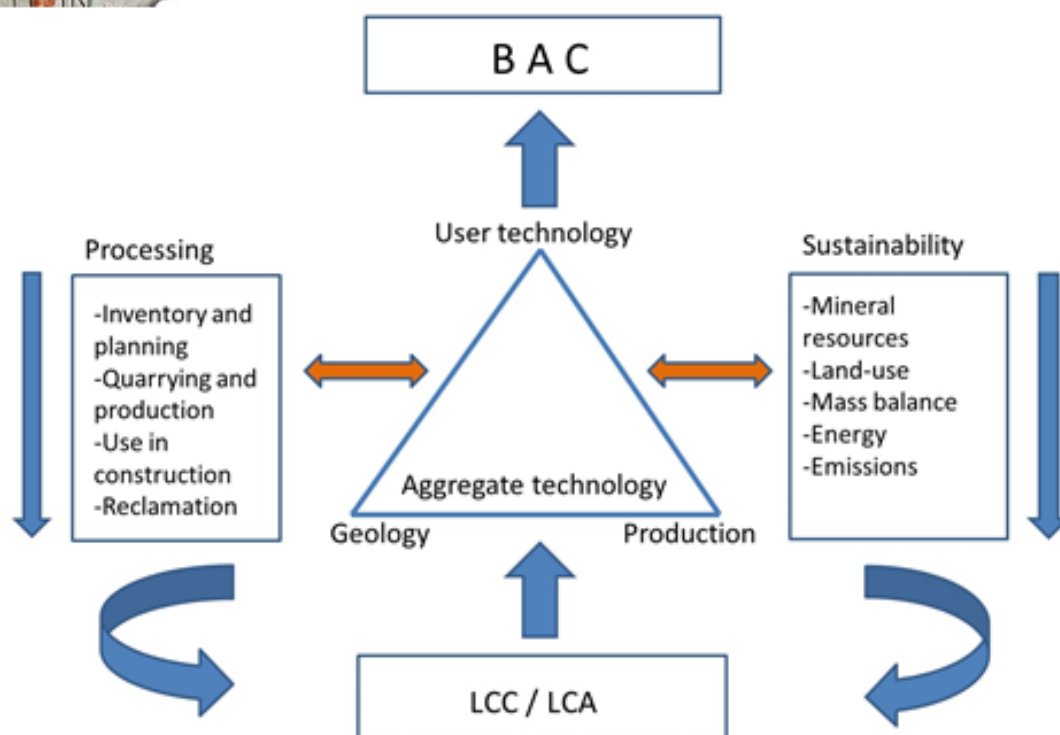 B A C
User technology
Processing
-Inventory and
planning
-Quarrying and
production
-Use in
construction
-Reclamation
Sustainability
-Mineral
resources
-Land-use
-Mass balance
-Energy
-Emissions
Aggregate technology
Geology
Production
LCC / LCA